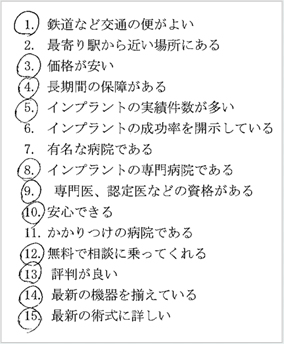 1. 鉄道など交通の便がよい
2. 最寄り駅から近い場所にある
3. 価格が安い
4. 長期間の保障がある
5. インプラントの実績件数が多い
6. インプラントの成功率を開示している
7. 有名な病院である
8. インプラントの専門病院である
9. 専門医、認定医などの資格がある
10. 安心できる
11. かかりつけの病院である
12. 無料で相談に乗ってくれる
13. 評判が良い
14. 最新の機器を揃えている
15. 最新の術式に詳しい